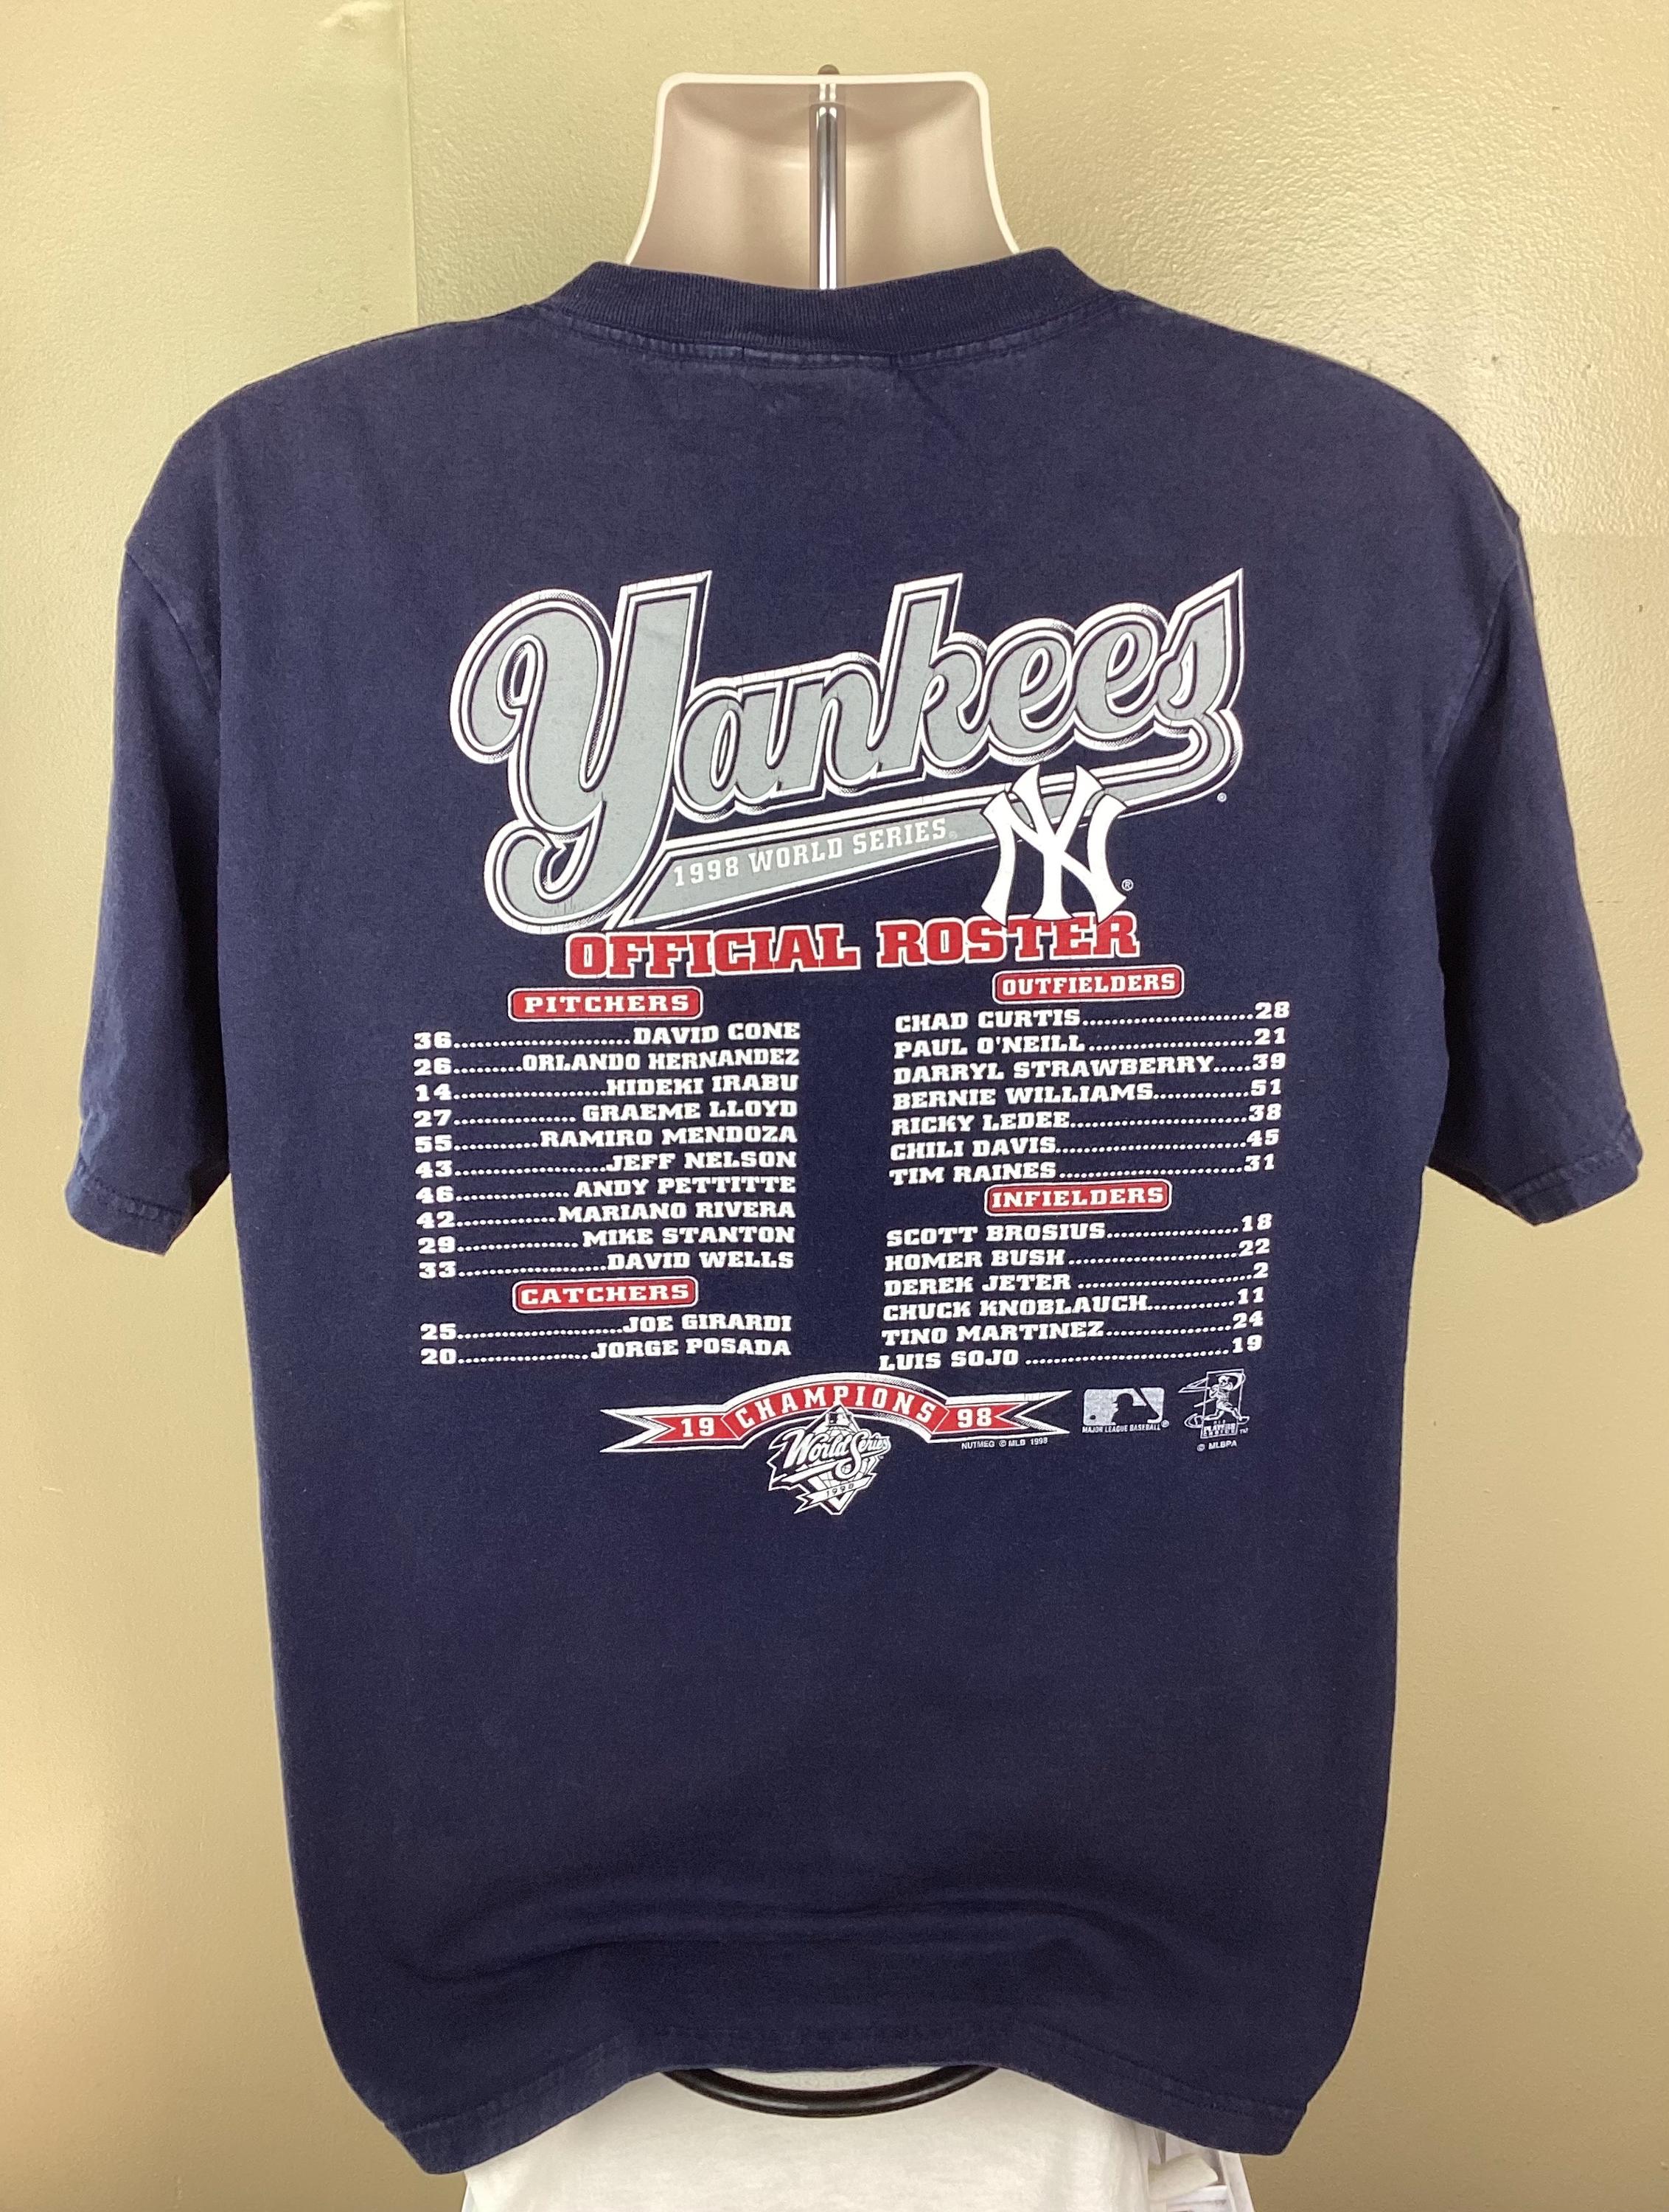 Yankees ®
1998 WORLD SERIES®
NY ®
OFFICIAL ROSTER
PITCHERS
36......................DAVID CONE
26.........ORLANDO HERNANDEZ
14...................HIDEKI IRABU
27............... GRAEME LLOYD
55...........RAMIRO MENDOZA
43...................JEFF NELSON
46.............. ANDY PETTITTE
42.............MARIANO RIVERA
29............... MIKE STANTON
33...................DAVID WELLS
CATCHERS
25.....................JOE GIRARDI
20.................JORGE POSADA
OUTFIELDERS
CHAD CURTIS......................28
PAUL O'NEILL.....................21
DARRYL STRAWBERRY.....39
BERNIE WILLIAMS............51
RICKY LEDEE.......................38
CHILI DAVIS........................45
TIM RAINES........................31
INFIELDERS
SCOTT BROSIUS................18
HOMER BUSH.....................22
DEREK JETER ......................2
CHUCK KNOBLAUCH...........11
TINO MARTINEZ................24
LUIS SOJO .........................19
19 CHAMPIONS 98
World Series
1998
NUTMEG © MLB 1998
MAJOR LEAGUE BASEBALL®
PLAYERS
CHOICE ™
© MLBPA